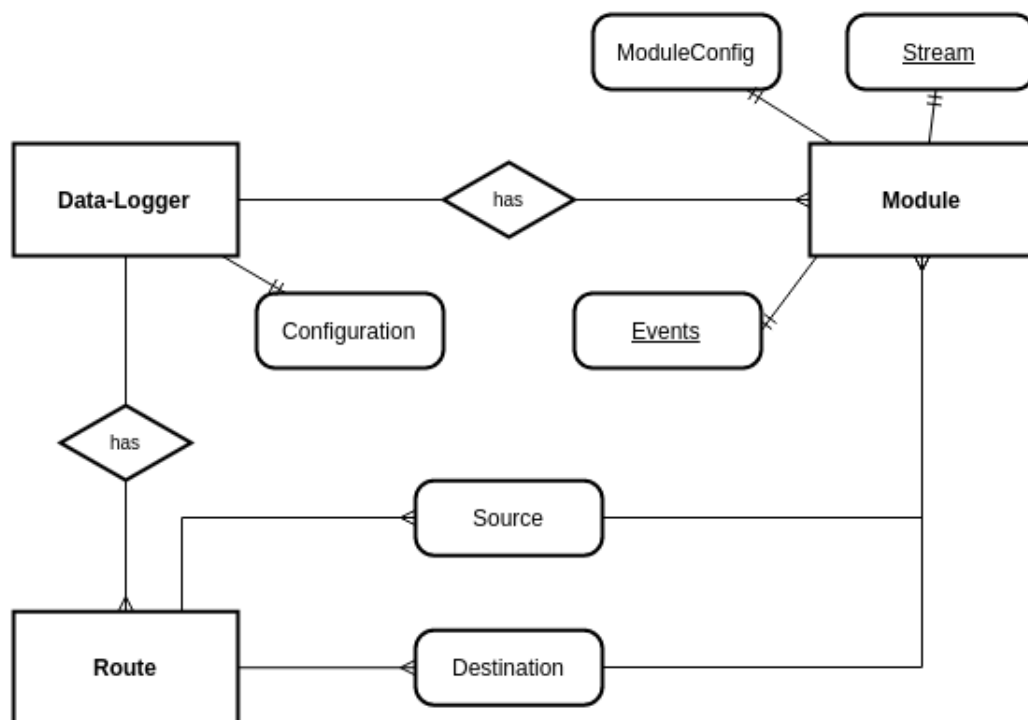 ModuleConfig
Stream
Data-Logger
has
Module
Configuration
Events
has
Source
Route
Destination